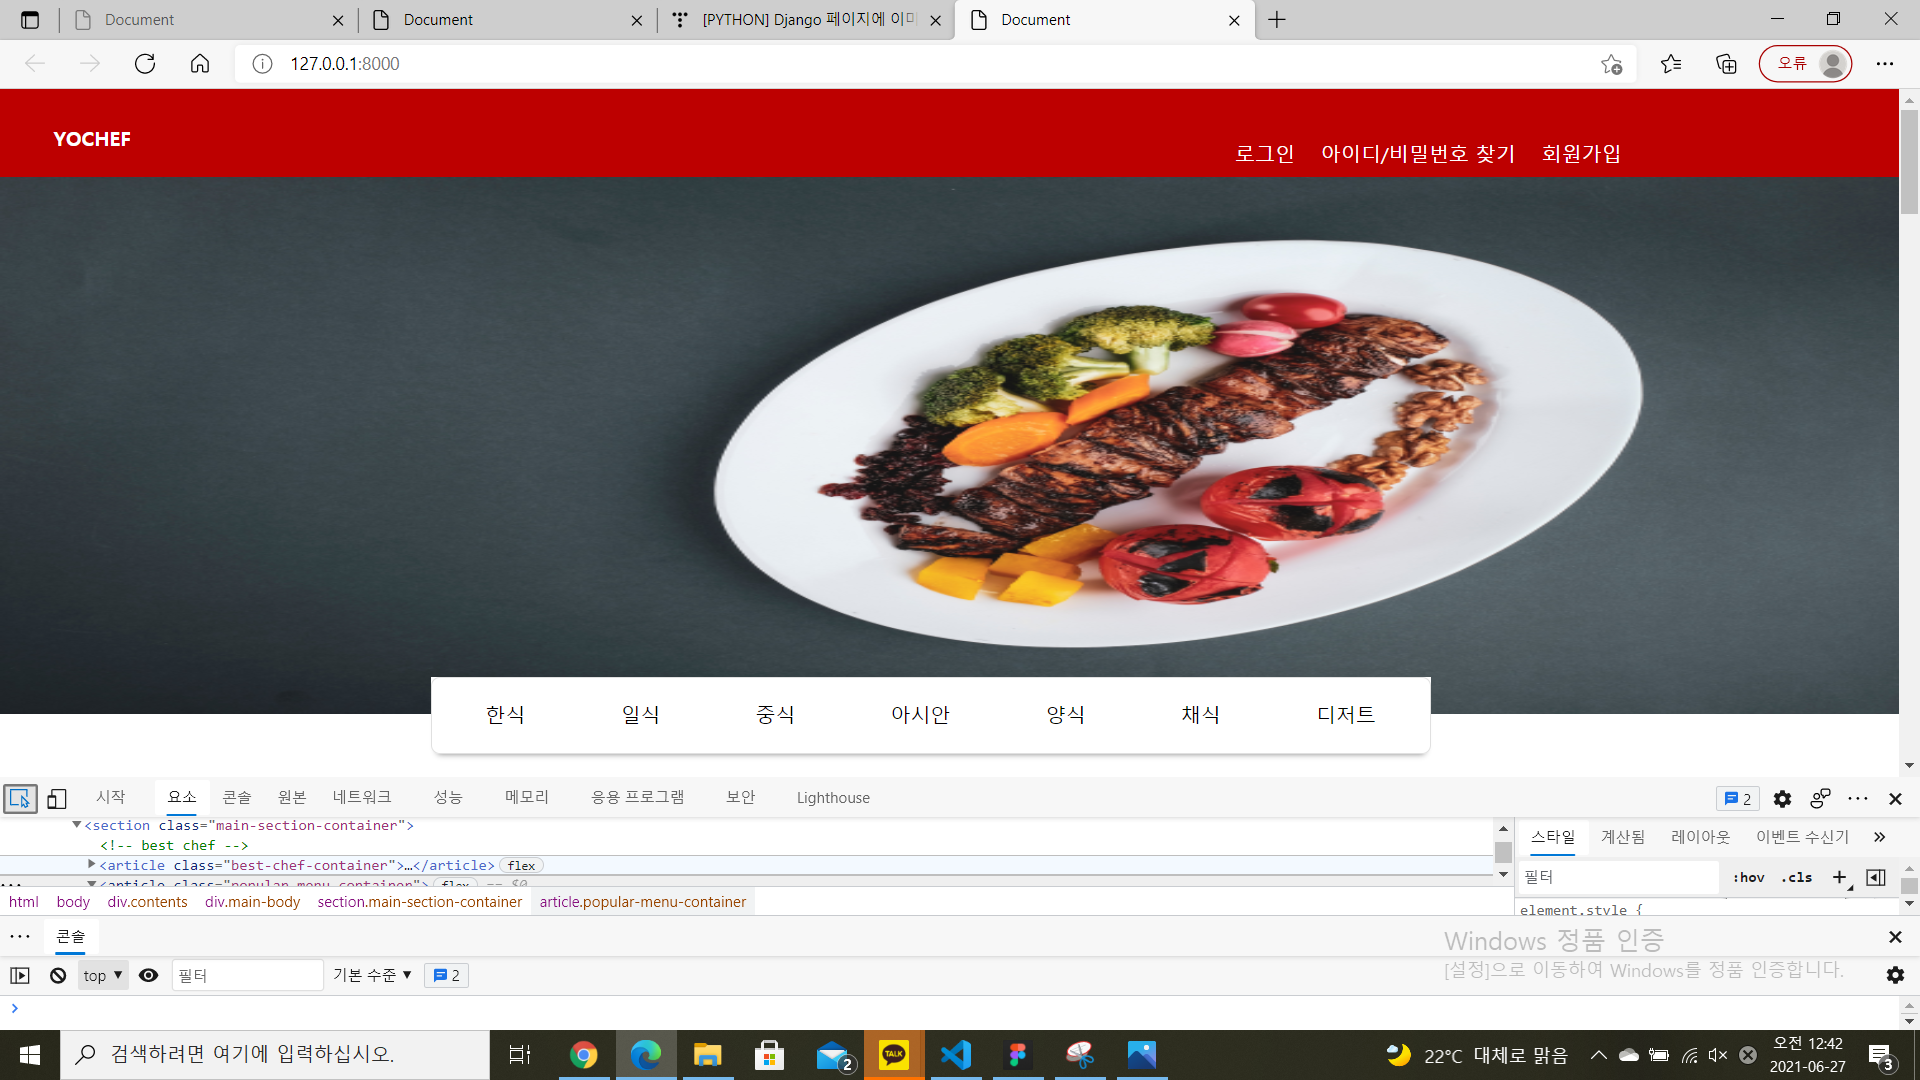 Document
Document
[PYTHON] Django 페이지에 이미
Document
127.0.0.1:8000
오류
YOCHEF
로그인 아이디/비밀번호 찾기 회원가입
한식 일식 중식 아시안 양식 채식 디저트
시작 요소 콘솔 원본 네트워크 성능 메모리 응용 프로그램 보안 Lighthouse 2
<section class="main-section-container">
<!-- best chef -->
<article class="best-chef-container">…</article> flex
<article class="popular-menu-container"> flex == $0
html body div.contents div.main-body section.main-section-container article.popular-menu-container
스타일 계산됨 레이아웃 이벤트 수신기
필터 :hov .cls
element.style {
콘솔
top 필터 기본 수준 2
Windows 정품 인증
[설정]으로 이동하여 Windows를 정품 인증합니다.
검색하려면 여기에 입력하십시오.
2
TALK
22°C 대체로 맑음
오전 12:42
2021-06-27
3